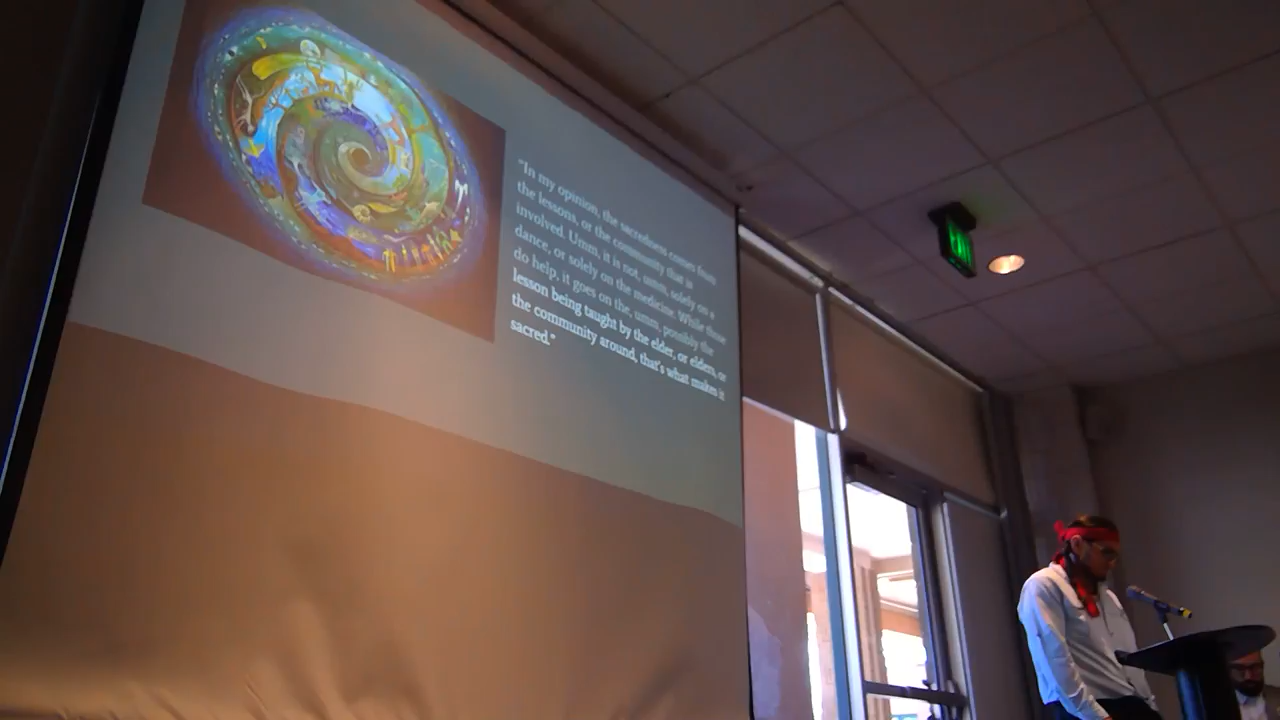 "In my opinion, the sacredness comes from
the lessons, or the community that is
involved. Umm, it is not, umm, solely on a
dance, or solely on the medicine. While those
do help, it goes on the, umm, possibly the
lesson being taught by the elder, or elders, or
the community around, that's what makes it
sacred."